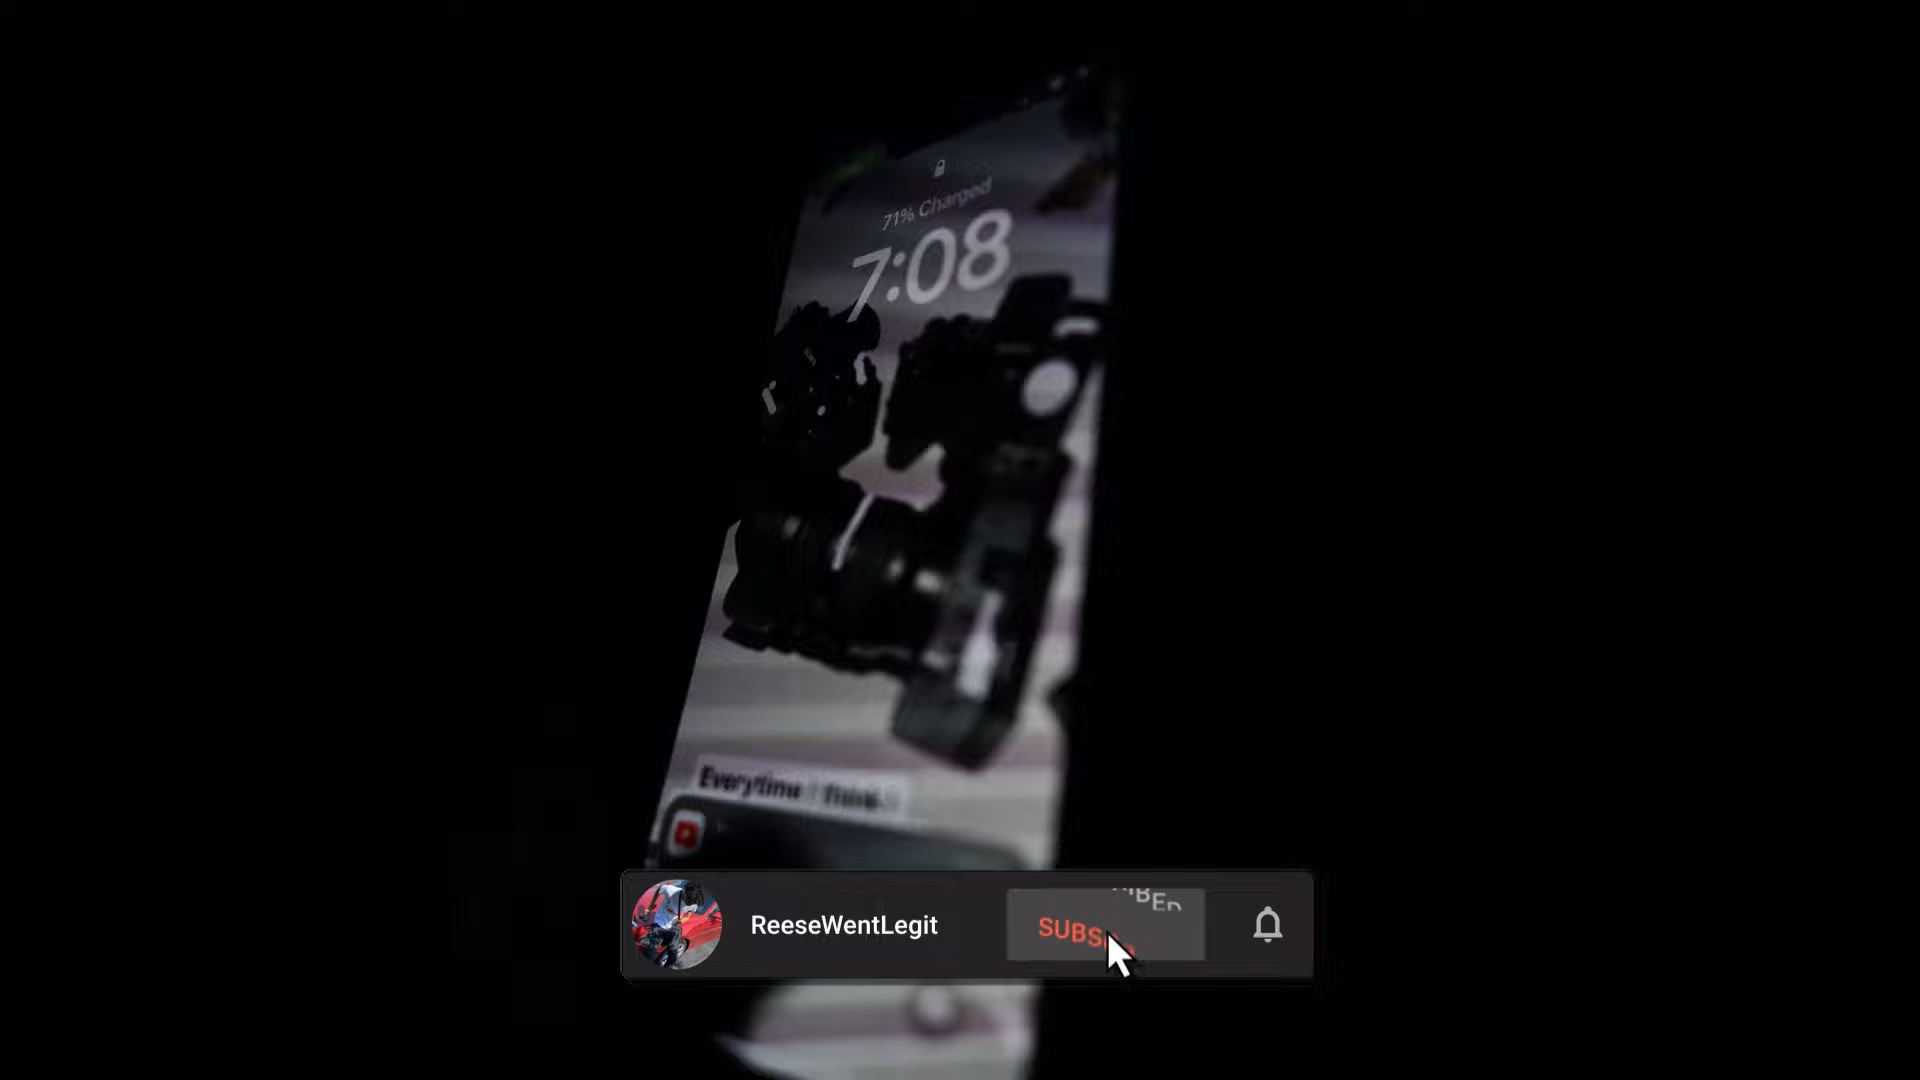 71% Charged
7:08
Everytime I think
ReeseWentLegit
SUBS